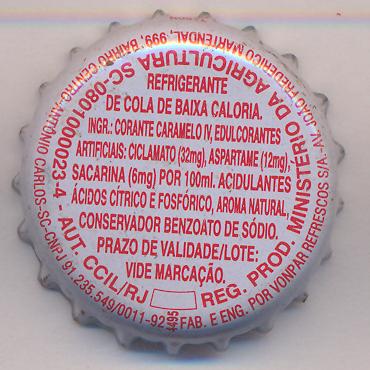 REFRIGERANTE
DE COLA DE BAIXA CALORIA.
INGR.: CORANTE CARAMELO IV, EDULCORANTES
ARTIFICIAIS: CICLAMATO (32mg), ASPARTAME (12mg),
SACARINA (6mg) POR 100ml. ACIDULANTES
ÁCIDOS CÍTRICO E FOSFÓRICO, AROMA NATURAL,
CONSERVADOR BENZOATO DE SÓDIO.
PRAZO DE VALIDADE/LOTE:
VIDE MARCAÇÃO.
REG. PROD. MINISTÉRIO DA AGRICULTURA SC-0801000023-4 - AUT. CCIL/RJ
4495 FAB. E ENG. POR VONPAR REFRESCOS S/A. AV. JOÃO FREDERICO MARTENDAL, 999, BAIRRO CENTRO-ANTÔNIO CARLOS-SC-CNPJ 91.235.549/0011-92